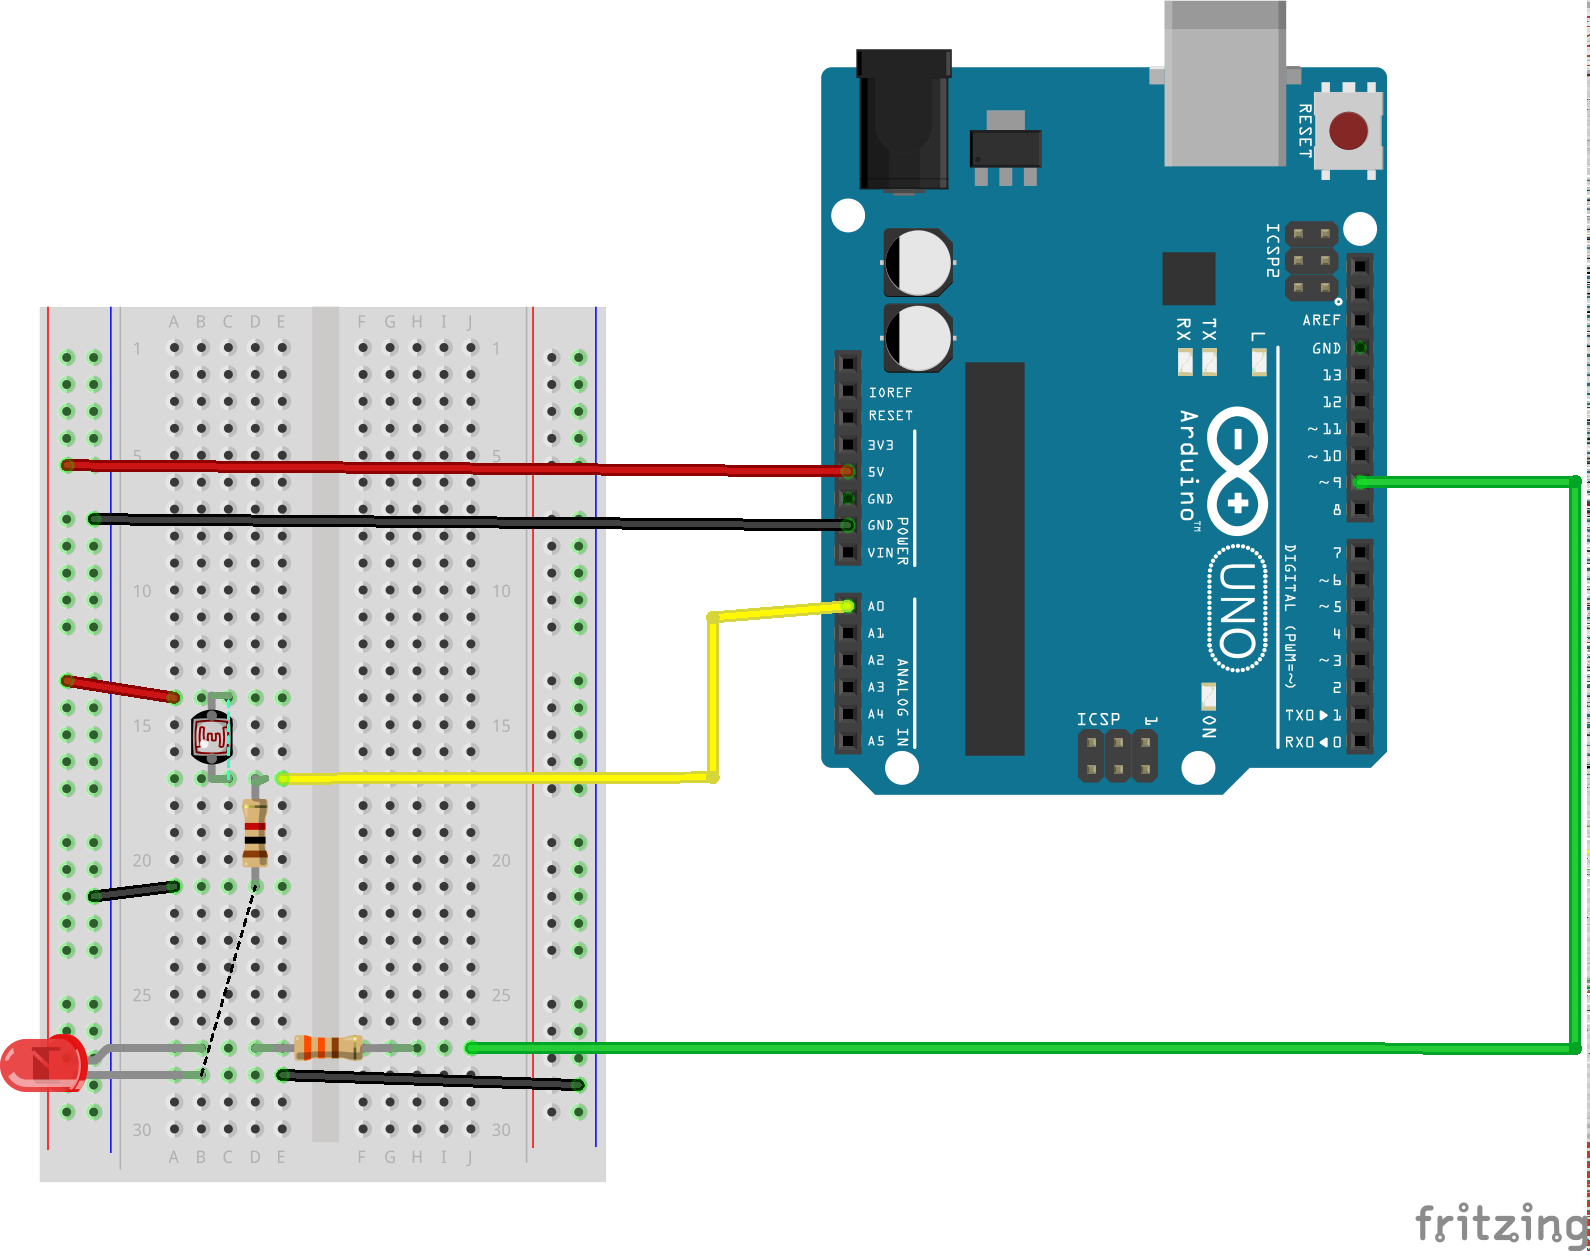 RESET
ICSP2
AREF
GND
13
12
~11
~10
~9
8
7
~6
~5
4
~3
2
TX0▶1
RX0◀0
DIGITAL (PWM=~)
RX
TX
L
Arduino™
UNO
ON
ICSP
1
IOREF
RESET
3V3
5V
GND
GND
VIN
POWER
A0
A1
A2
A3
A4
A5
ANALOG IN
A B C D E F G H I J
1 1
5 5
10 10
15 15
20 20
25 25
30 30
A B C D E F G H I J
fritzing